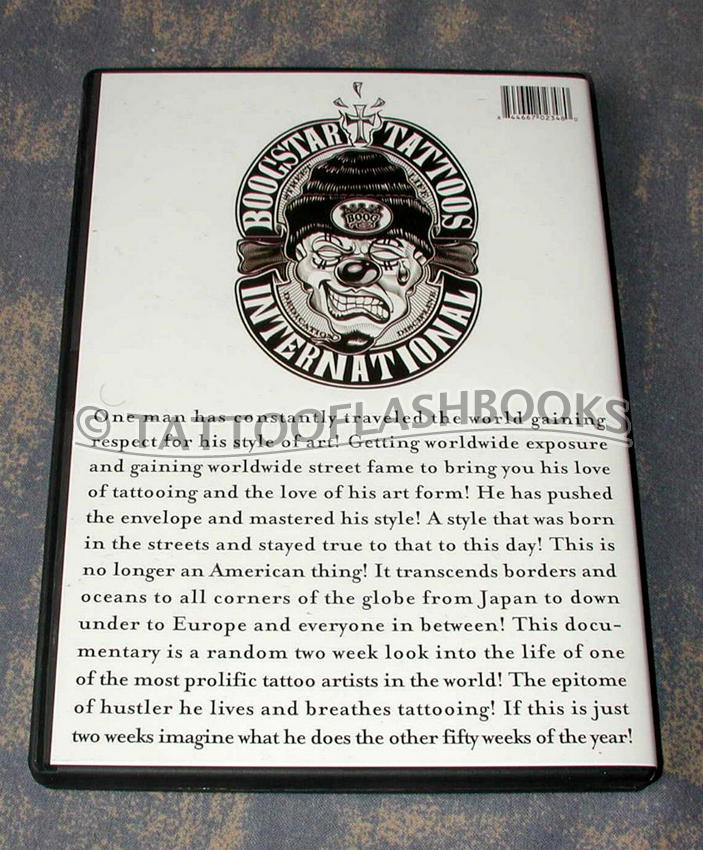 BOOGSTAR TATTOOS
BOOG
DEDICATION
DISCIPLINE
INTERNATIONAL
© TATTOOFLASHBOOKS
One man has constantly traveled the world gaining
respect for his style of art! Getting worldwide exposure
and gaining worldwide street fame to bring you his love
of tattooing and the love of his art form! He has pushed
the envelope and mastered his style! A style that was born
in the streets and stayed true to that to this day! This is
no longer an American thing! It transcends borders and
oceans to all corners of the globe from Japan to down
under to Europe and everyone in between! This docu-
mentary is a random two week look into the life of one
of the most prolific tattoo artists in the world! The epitome
of hustler he lives and breathes tattooing! If this is just
two weeks imagine what he does the other fifty weeks of the year!